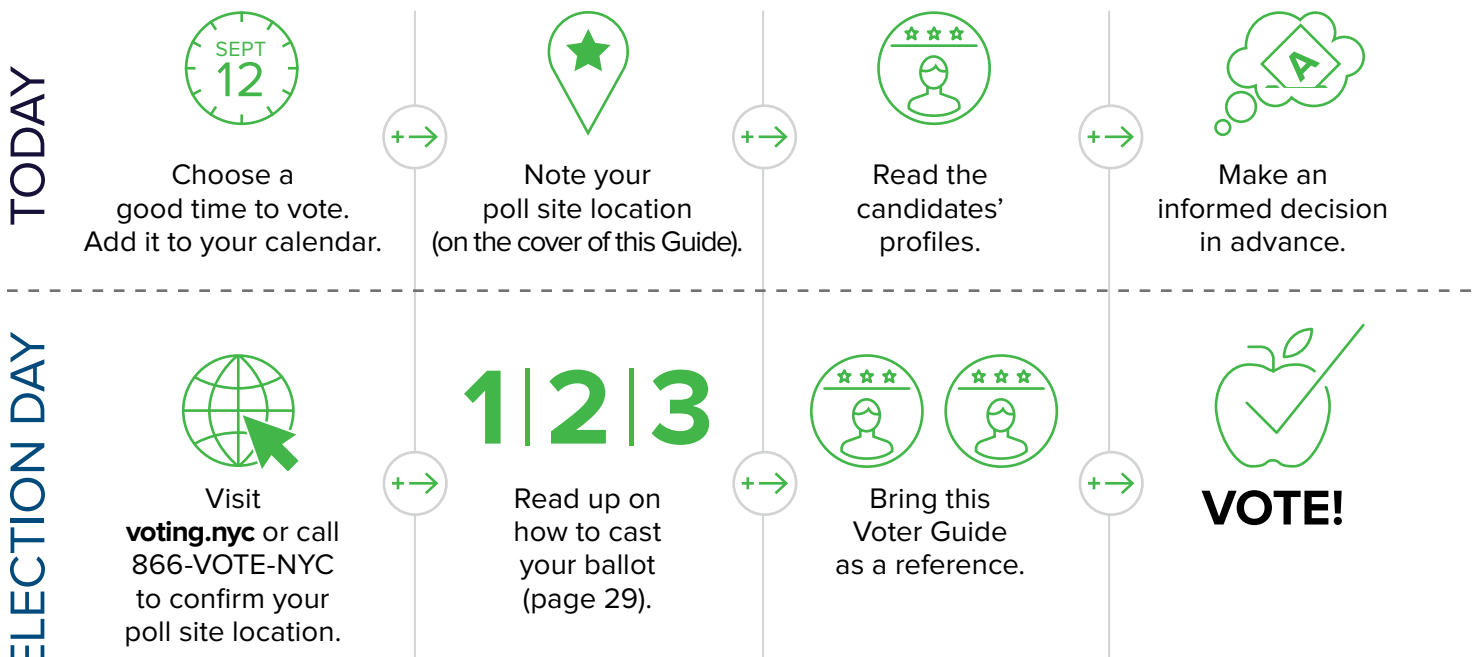 TODAY
SEPT
12
Choose a
good time to vote.
Add it to your calendar.
Note your
poll site location
(on the cover of this Guide).
Read the
candidates’
profiles.
A
Make an
informed decision
in advance.
ELECTION DAY
Visit
voting.nyc or call
866-VOTE-NYC
to confirm your
poll site location.
1|2|3
Read up on
how to cast
your ballot
(page 29).
Bring this
Voter Guide
as a reference.
VOTE!